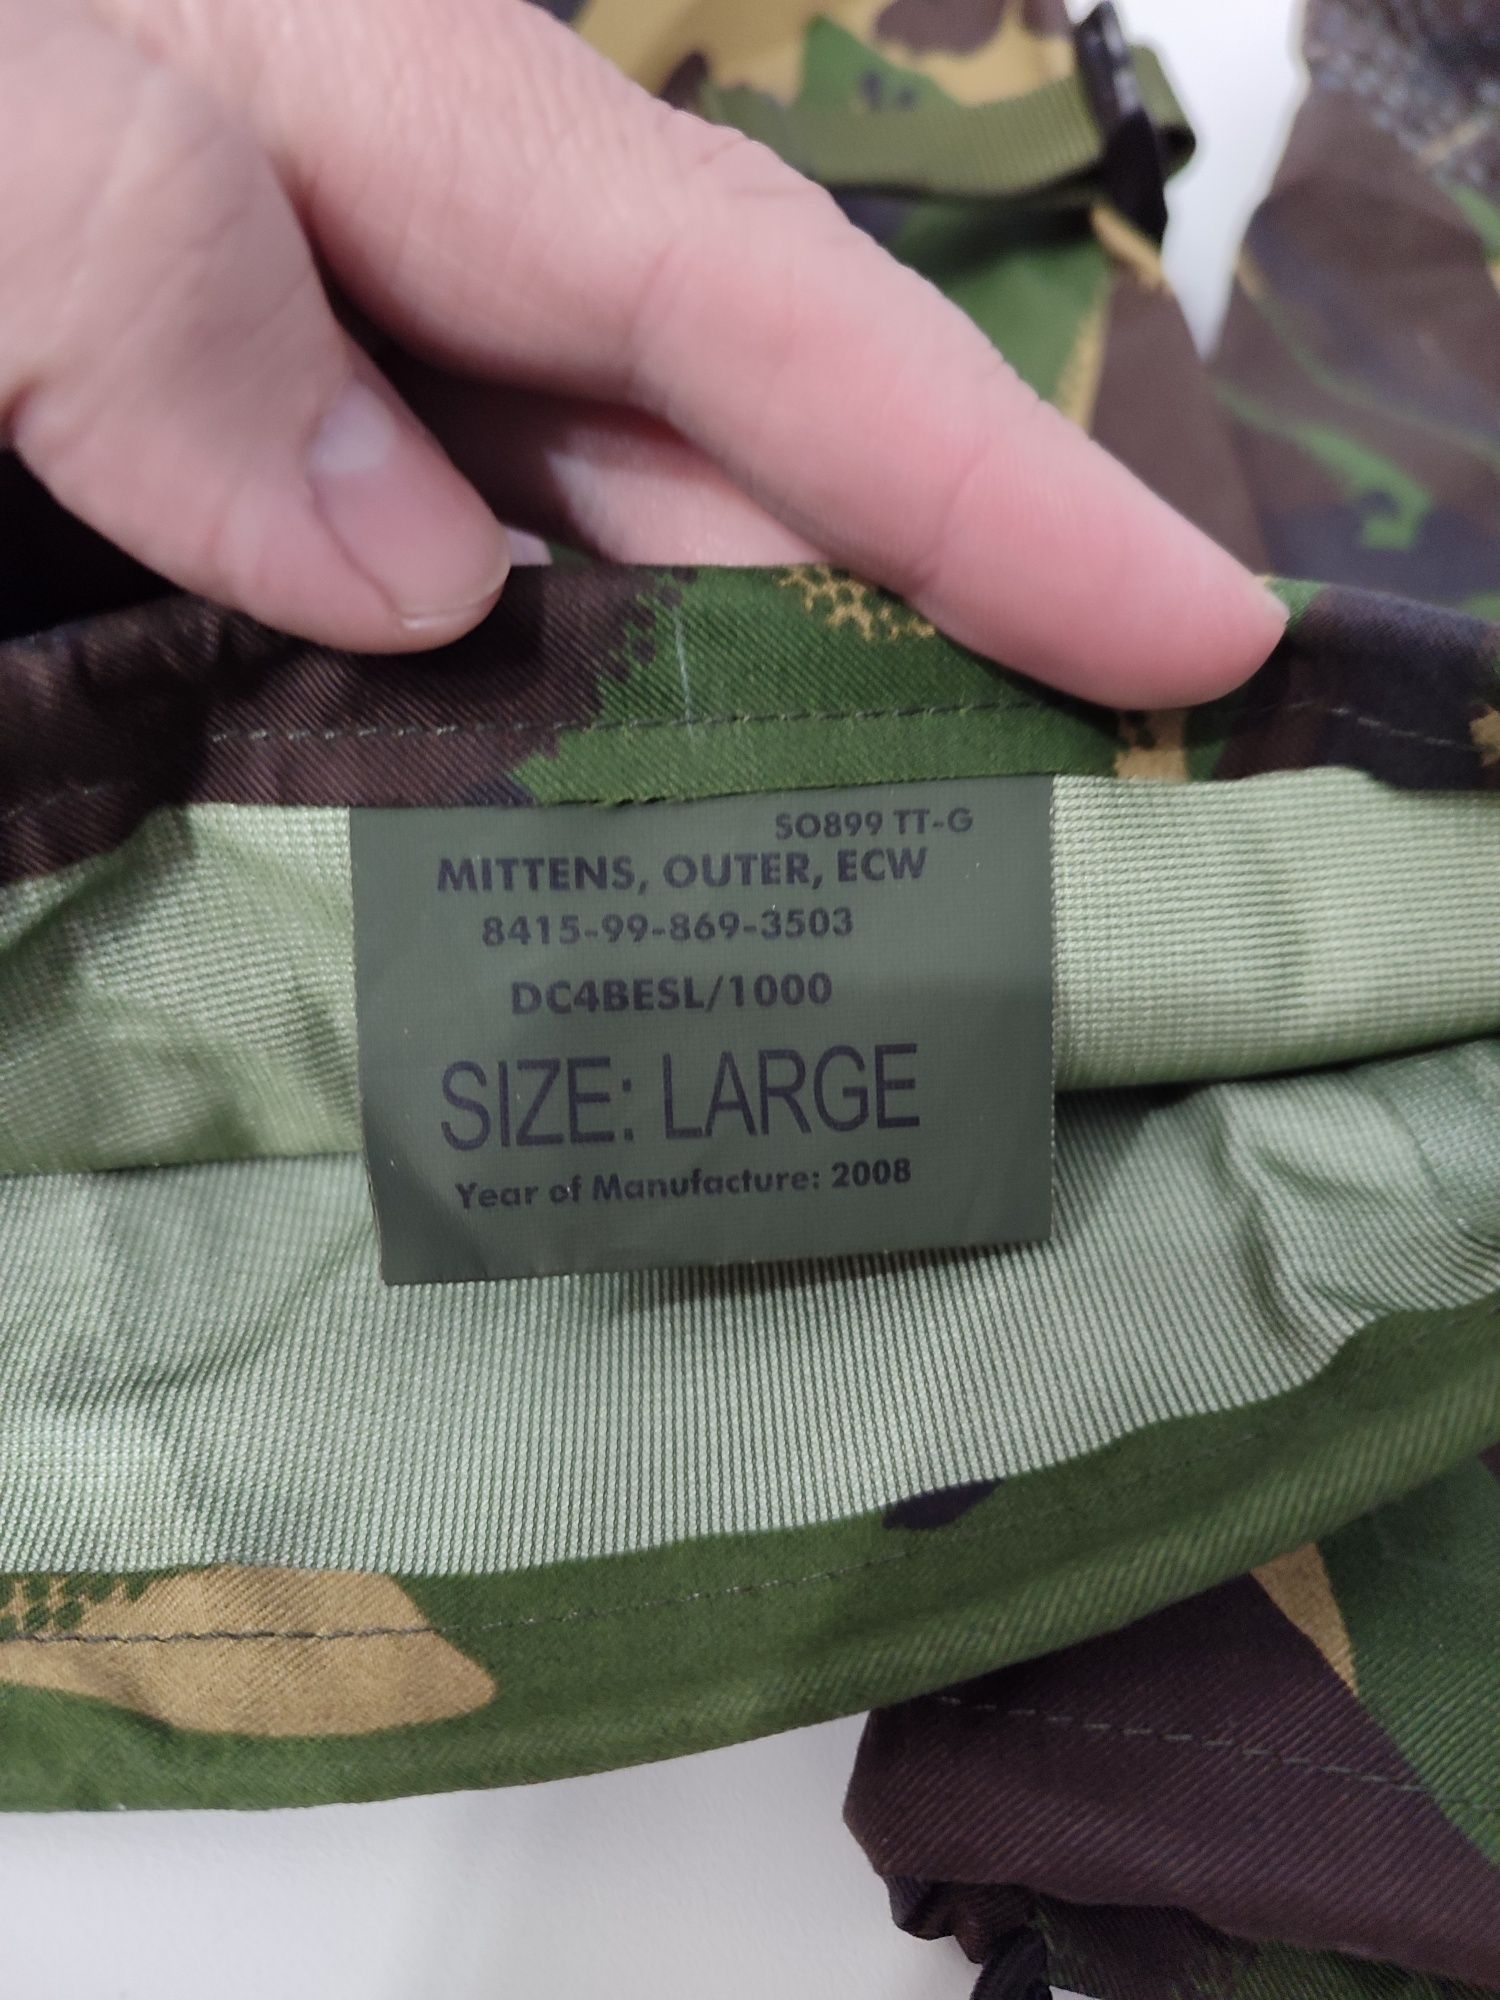 SO899 TT-G
MITTENS, OUTER, ECW
8415-99-869-3503
DC4BESL/1000
SIZE: LARGE
Year of Manufacture: 2008